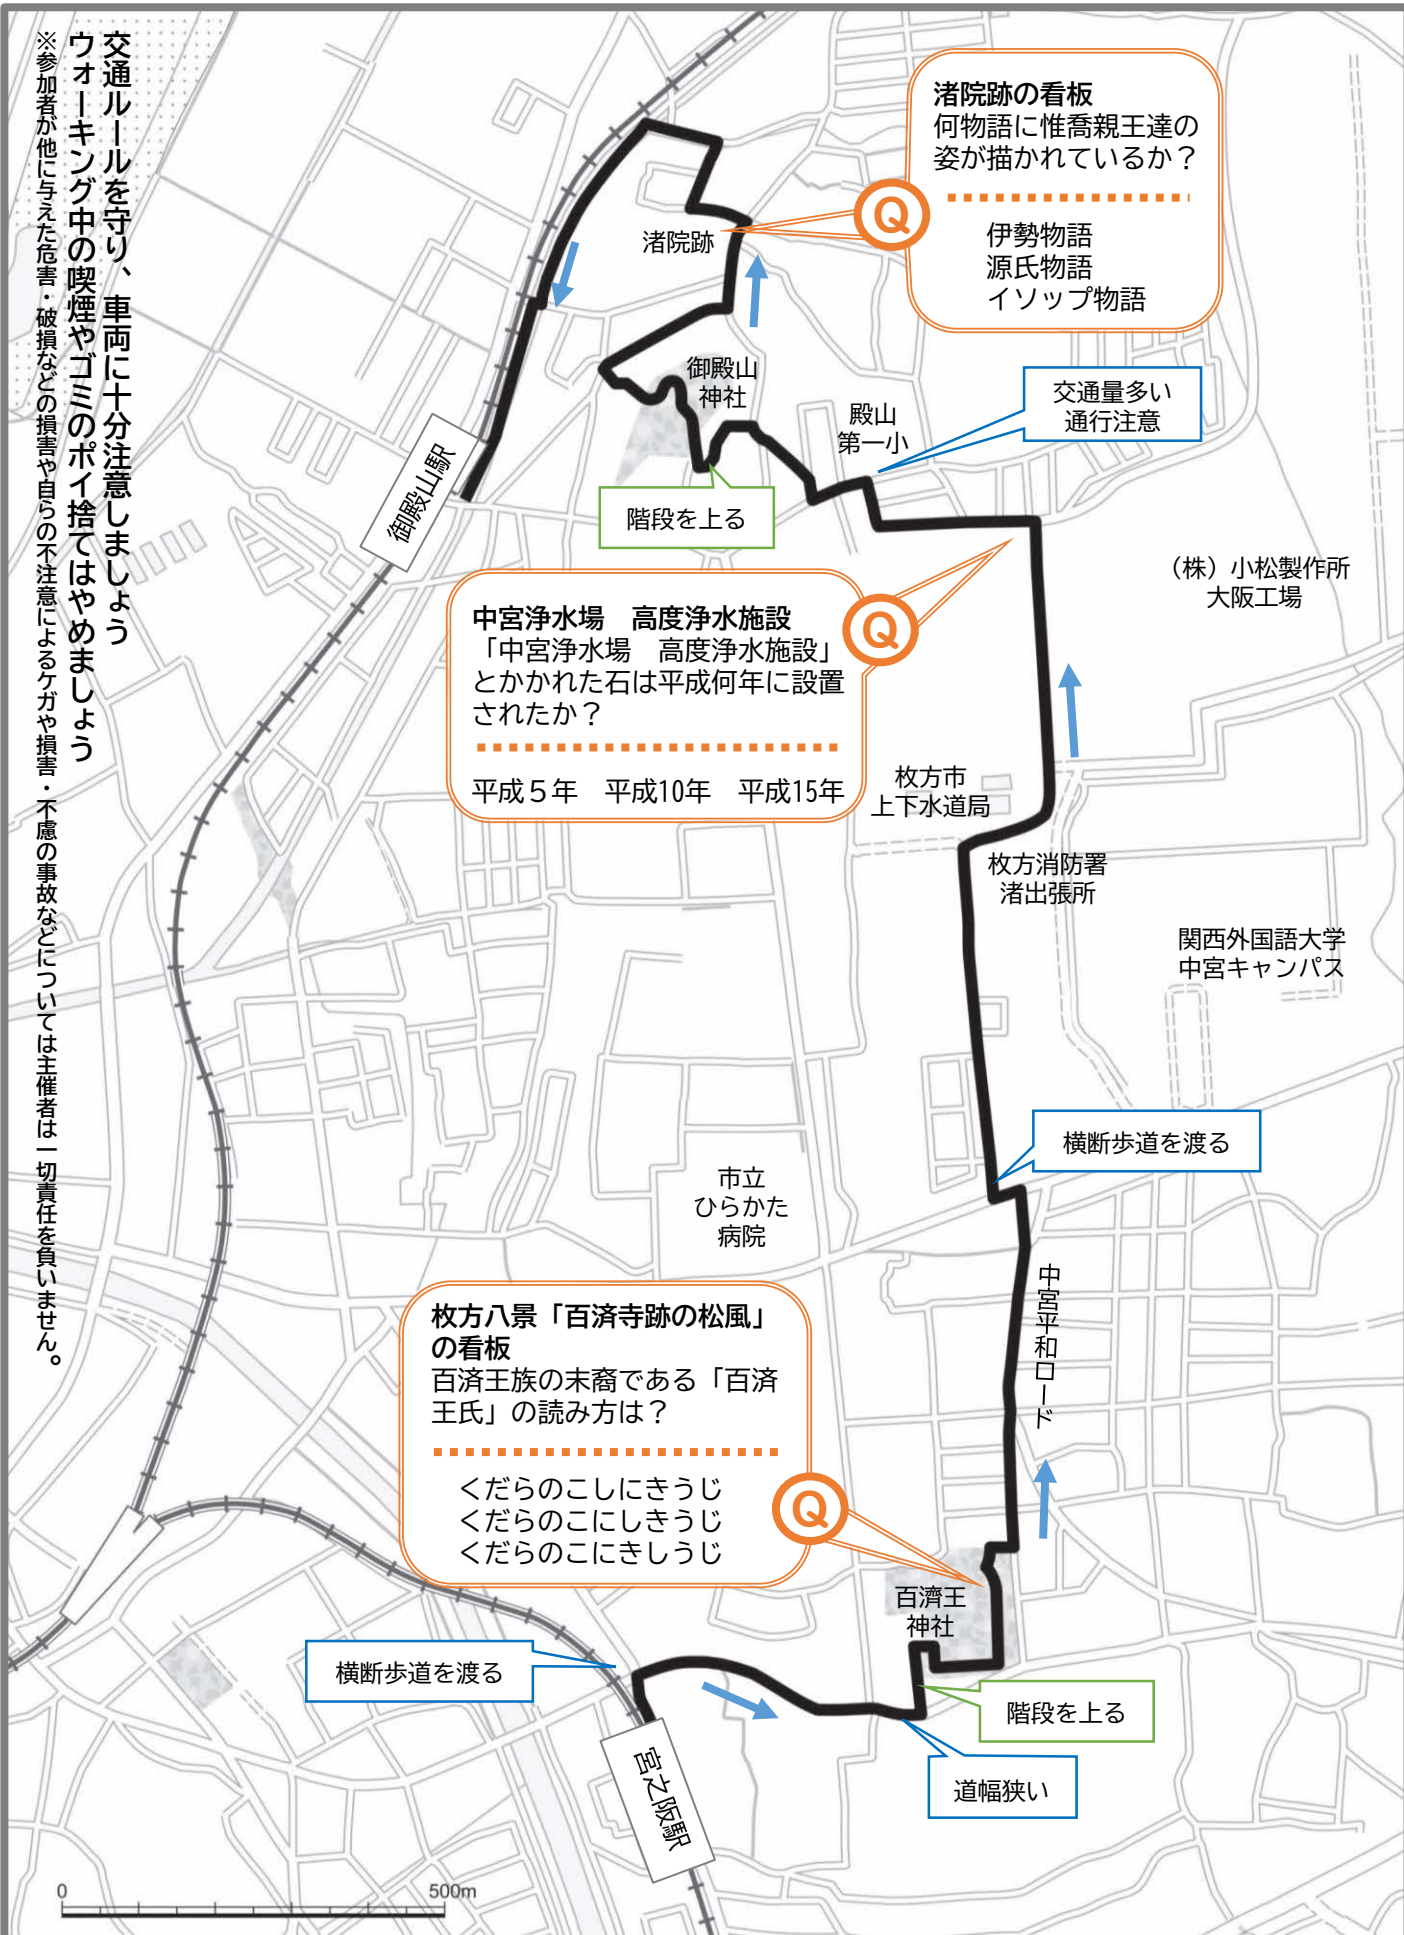 交通ルールを守り、車両に十分注意しましょう
ウォーキング中の喫煙やゴミのポイ捨てはやめましょう
※参加者が他に与えた危害・破損などの損害や自らの不注意によるケガや損害・不慮の事故などについては主催者は一切責任を負いません。
渚院跡の看板
何物語に惟喬親王達の
姿が描かれているか？
Q
伊勢物語
源氏物語
イソップ物語
渚院跡
御殿山
神社
殿山
第一小
交通量多い
通行注意
御殿山駅
階段を上る
（株）小松製作所
大阪工場
中宮浄水場　高度浄水施設
「中宮浄水場　高度浄水施設」
とかかれた石は平成何年に設置
されたか？
Q
平成５年　平成10年　平成15年
枚方市
上下水道局
枚方消防署
渚出張所
関西外国語大学
中宮キャンパス
横断歩道を渡る
市立
ひらかた
病院
中宮平和ロード
枚方八景「百済寺跡の松風」
の看板
百済王族の末裔である「百済
王氏」の読み方は？
くだらのこしにきうじ
くだらのこにしきうじ
くだらのこにきしうじ
Q
百濟王
神社
横断歩道を渡る
階段を上る
道幅狭い
宮之阪駅
0
500m